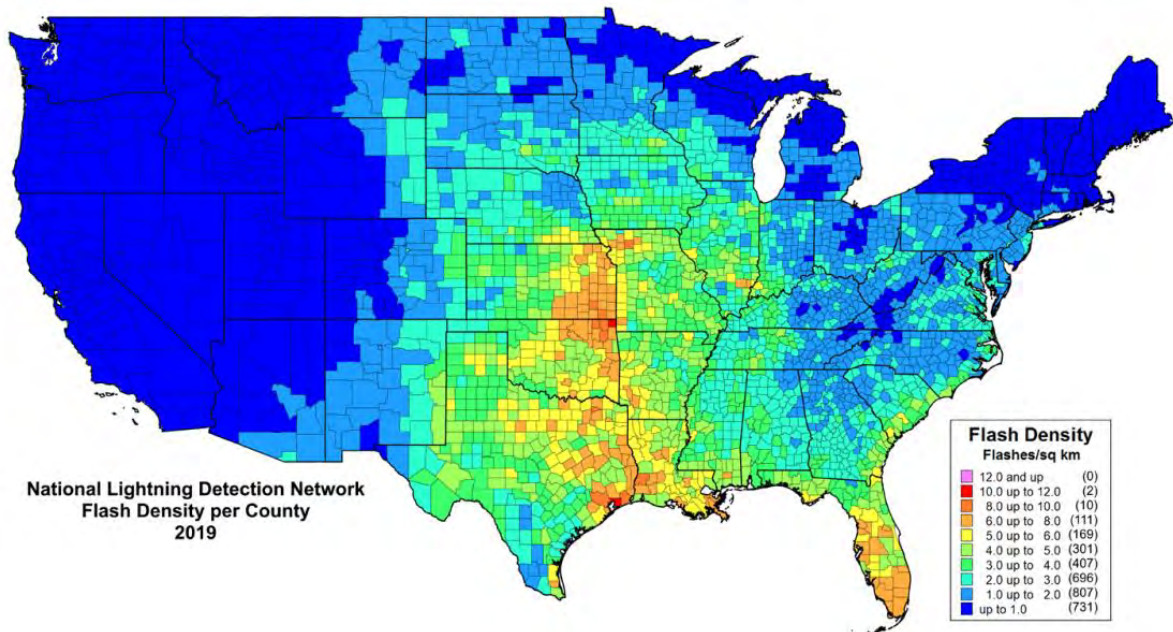 National Lightning Detection Network
Flash Density per County
2019
Flash Density
Flashes/sq km
12.0 and up (0)
10.0 up to 12.0 (2)
8.0 up to 10.0 (10)
6.0 up to 8.0 (111)
5.0 up to 6.0 (169)
4.0 up to 5.0 (301)
3.0 up to 4.0 (407)
2.0 up to 3.0 (696)
1.0 up to 2.0 (807)
up to 1.0 (731)